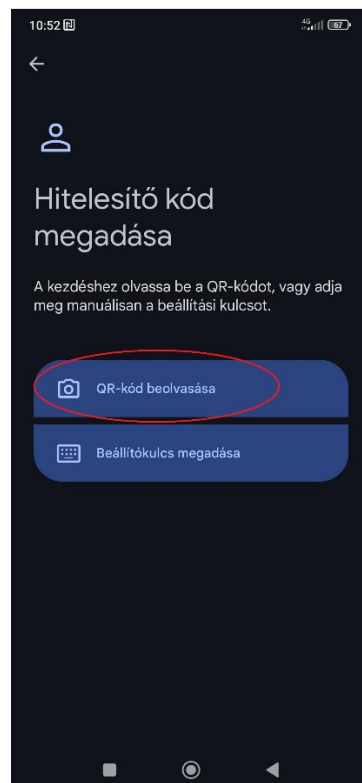 10:52
4G
67
Hitelesítő kód
megadása
A kezdéshez olvassa be a QR-kódot, vagy adja
meg manuálisan a beállítási kulcsot.
QR-kód beolvasása
Beállítókulcs megadása